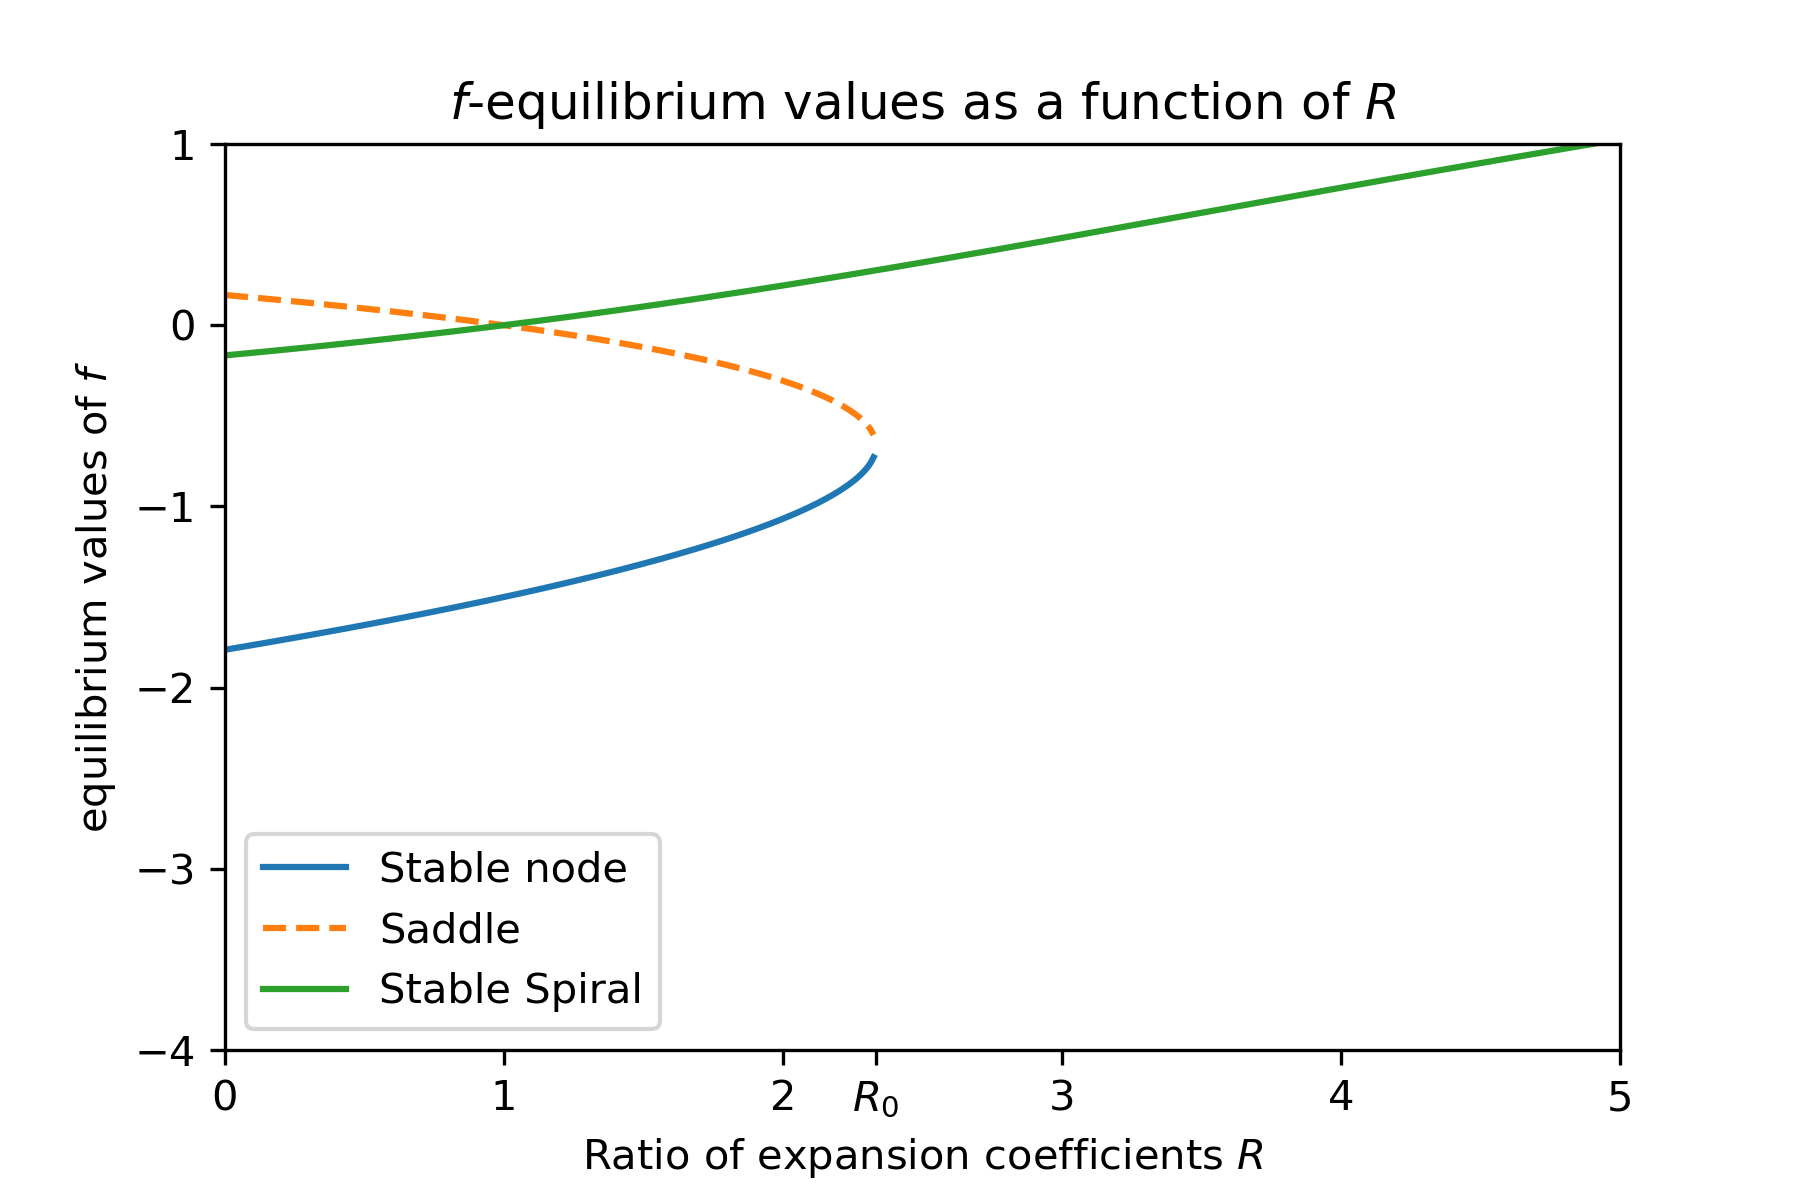 f-equilibrium values as a function of R
equilibrium values of f
1
0
−1
−2
−3
−4
Stable node
Saddle
Stable Spiral
0 1 2 R₀ 3 4 5
Ratio of expansion coefficients R